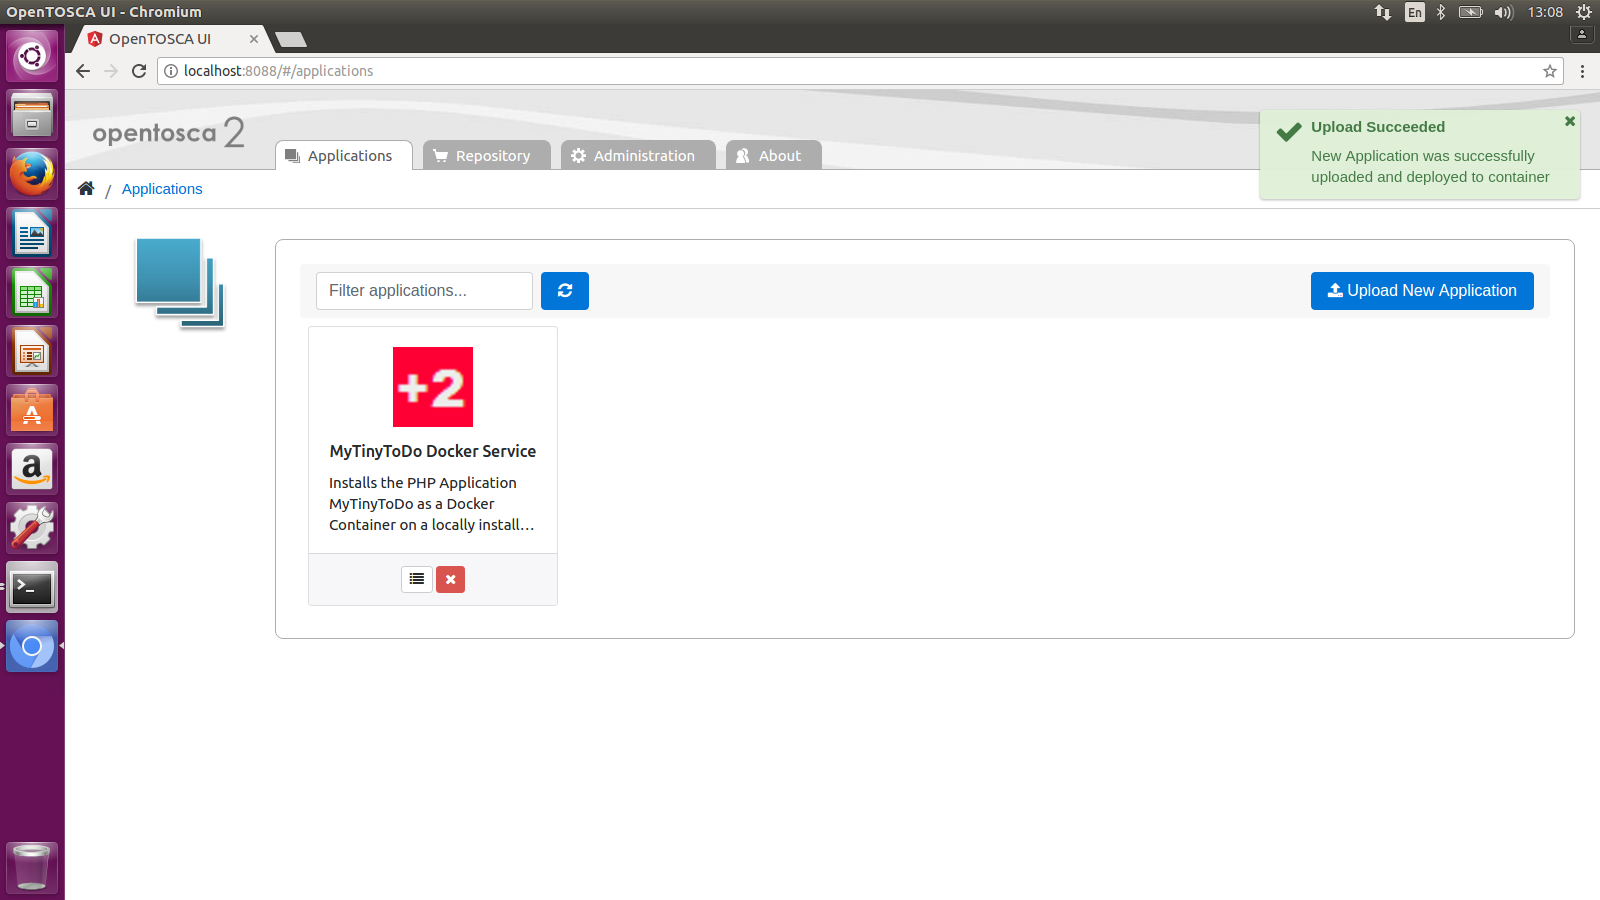 OpenTOSCA UI - Chromium
En
13:08
OpenTOSCA UI
localhost:8088/#/applications
opentosca 2
Applications
Repository
Administration
About
Upload Succeeded
New Application was successfully
uploaded and deployed to container
/ Applications
Filter applications...
Upload New Application
+2
MyTinyToDo Docker Service
Installs the PHP Application
MyTinyToDo as a Docker
Container on a locally install...